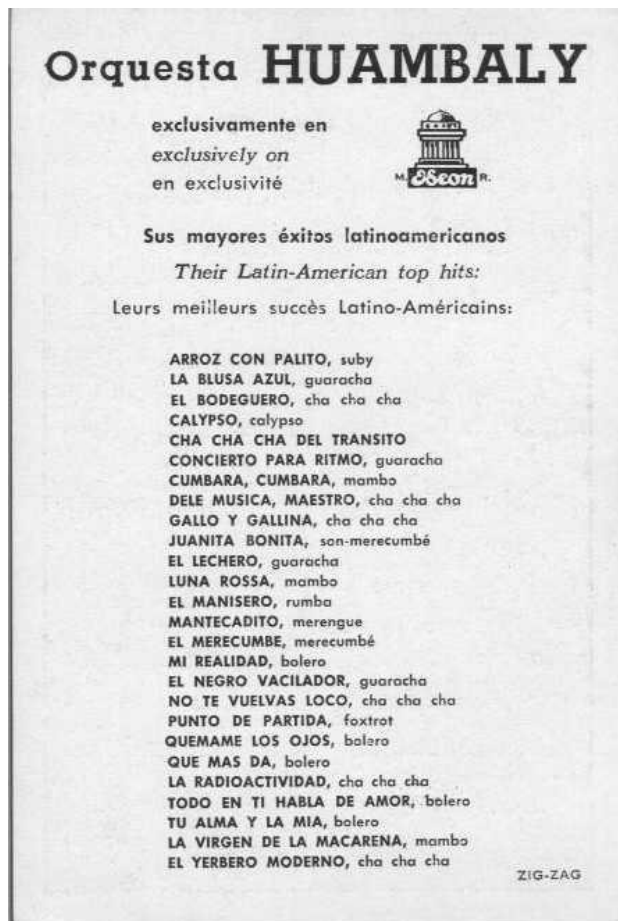 Orquesta HUAMBALY
exclusivamente en
exclusively on
en exclusivité
M. Odeon R.
Sus mayores éxitos latinoamericanos
Their Latin-American top hits:
Leurs meilleurs succès Latino-Américains:
ARROZ CON PALITO, suby
LA BLUSA AZUL, guaracha
EL BODEGUERO, cha cha cha
CALYPSO, calypso
CHA CHA CHA DEL TRANSITO
CONCIERTO PARA RITMO, guaracha
CUMBARA, CUMBARA, mambo
DELE MUSICA, MAESTRO, cha cha cha
GALLO Y GALLINA, cha cha cha
JUANITA BONITA, son-merecumbé
EL LECHERO, guaracha
LUNA ROSSA, mambo
EL MANISERO, rumba
MANTECADITO, merengue
EL MERECUMBE, merecumbé
MI REALIDAD, bolero
EL NEGRO VACILADOR, guaracha
NO TE VUELVAS LOCO, cha cha cha
PUNTO DE PARTIDA, foxtrot
QUEMAME LOS OJOS, bolero
QUE MAS DA, bolero
LA RADIOACTIVIDAD, cha cha cha
TODO EN TI HABLA DE AMOR, bolero
TU ALMA Y LA MIA, bolero
LA VIRGEN DE LA MACARENA, mambo
EL YERBERO MODERNO, cha cha cha
ZIG-ZAG